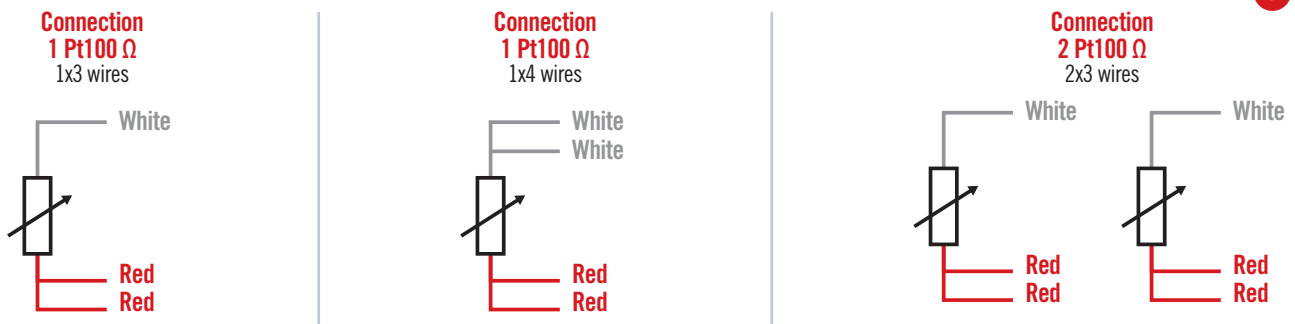 Connection
1 Pt100 Ω
1x3 wires
White
Red
Red
Connection
1 Pt100 Ω
1x4 wires
White
White
Red
Red
Connection
2 Pt100 Ω
2x3 wires
White
White
Red
Red
Red
Red